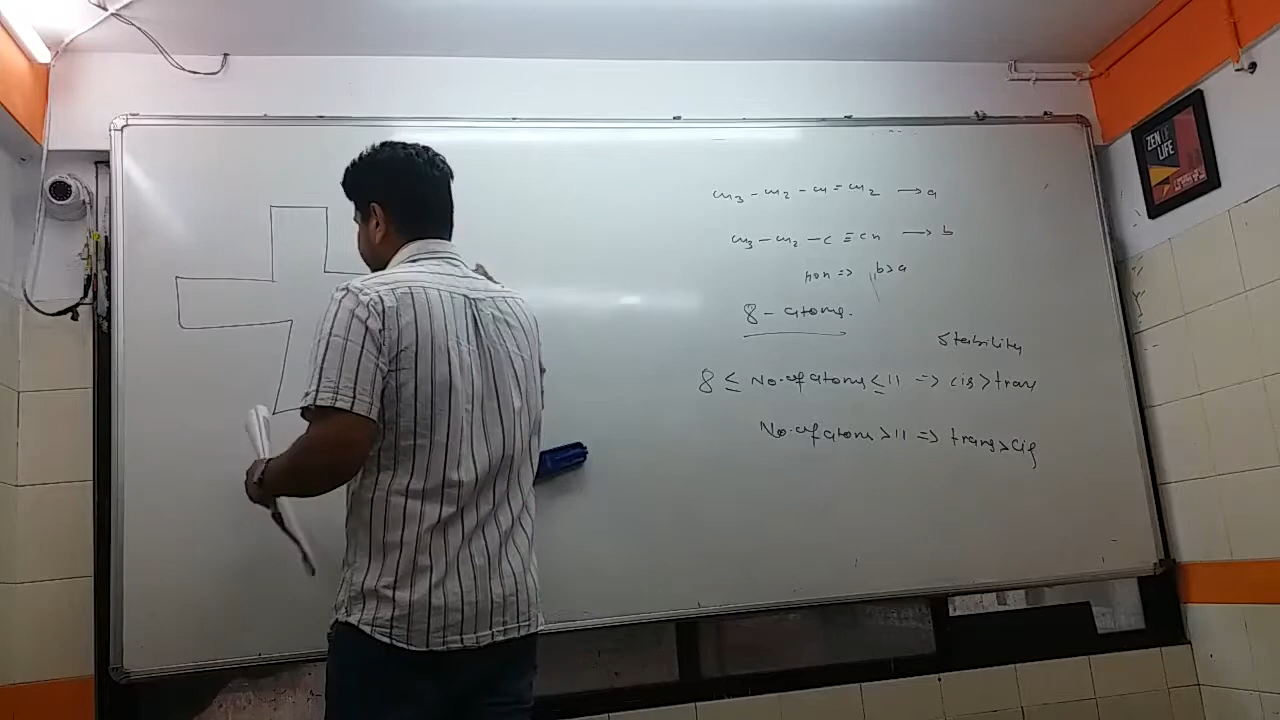 CH3 - CH2 - CH = CH2 → a
CH3 - CH2 - C ≡ CH → b
HOH => b > a
8 - atoms.
Stability
8 ≤ No. of atoms ≤ 11 => cis > trans
No. of atoms > 11 => trans > cis
ZEN OF
LIFE